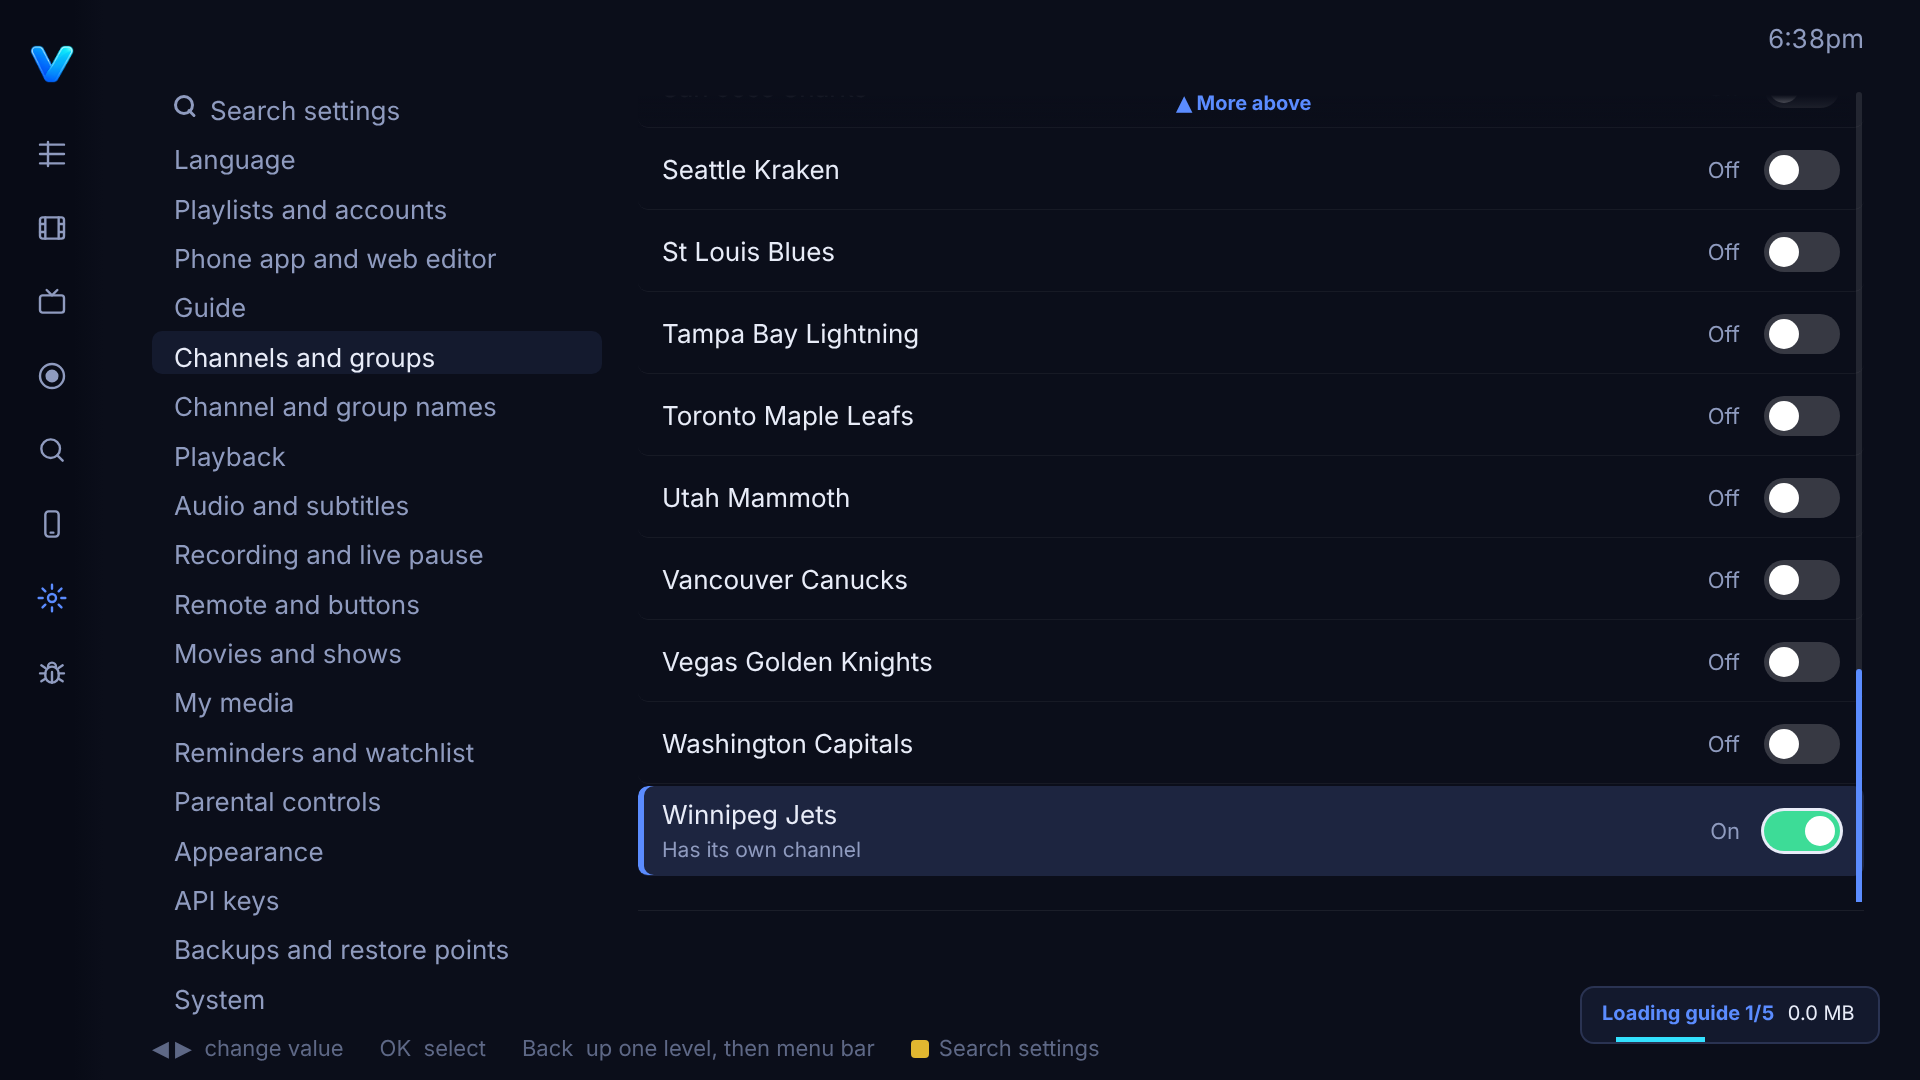 6:38pm
Search settings
Language
Playlists and accounts
Phone app and web editor
Guide
Channels and groups
Channel and group names
Playback
Audio and subtitles
Recording and live pause
Remote and buttons
Movies and shows
My media
Reminders and watchlist
Parental controls
Appearance
API keys
Backups and restore points
System
▲ More above
Seattle Kraken Off
St Louis Blues Off
Tampa Bay Lightning Off
Toronto Maple Leafs Off
Utah Mammoth Off
Vancouver Canucks Off
Vegas Golden Knights Off
Washington Capitals Off
Winnipeg Jets On
Has its own channel
Loading guide 1/5 0.0 MB
◀▶ change value OK select Back up one level, then menu bar Search settings